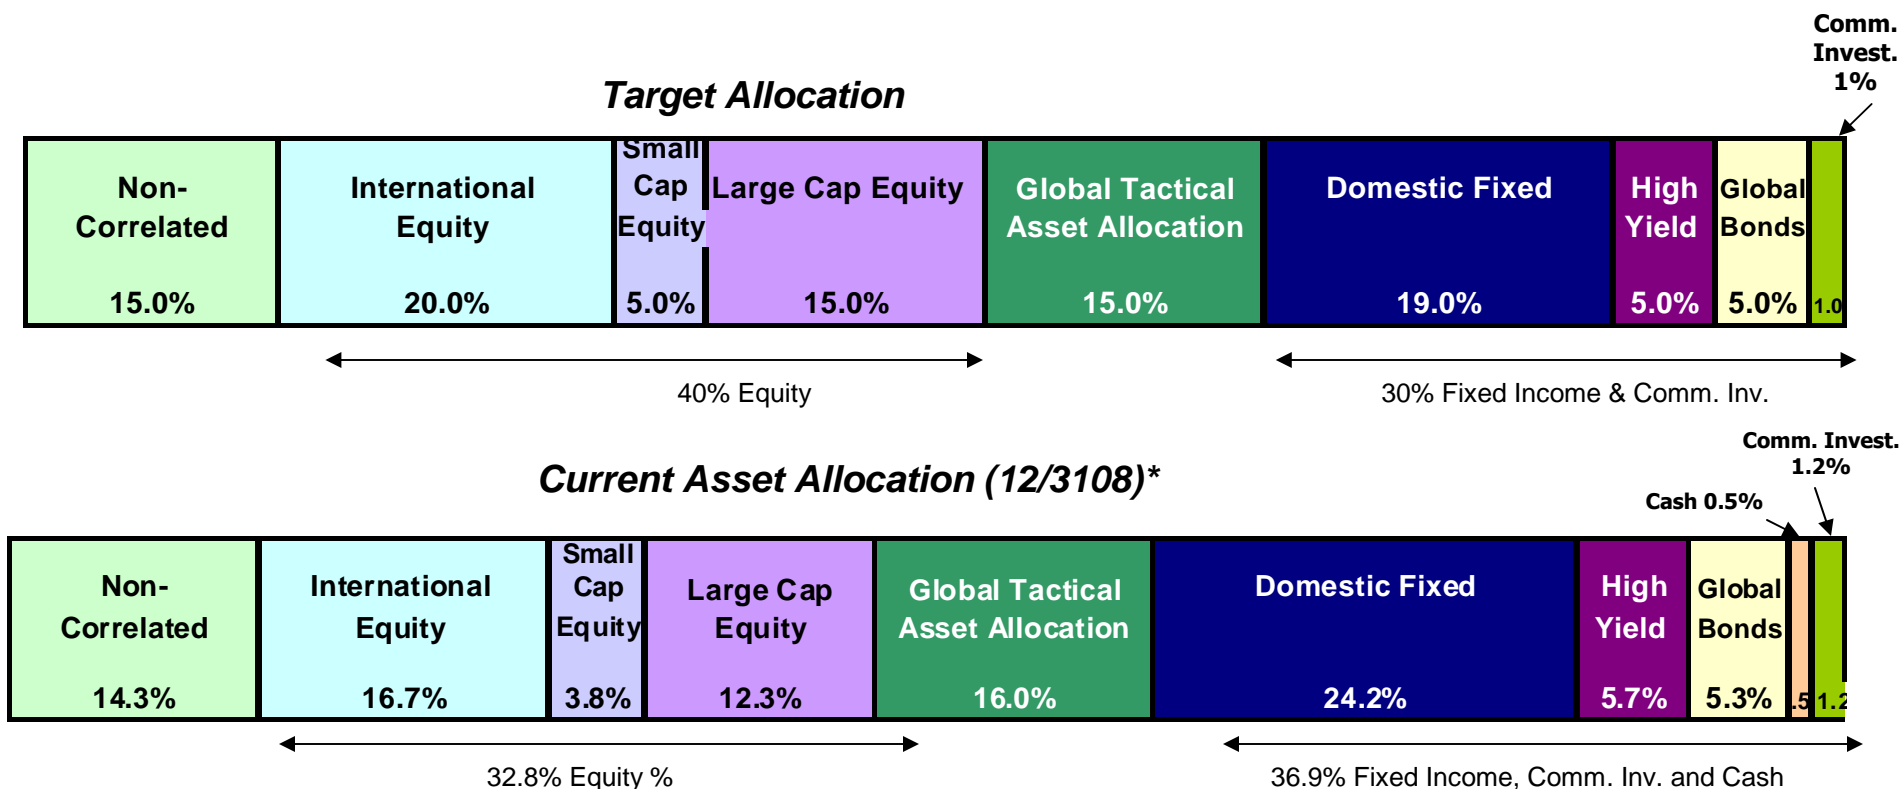 Comm.
Invest.
1%
Target Allocation
Non-
Correlated
15.0%
International
Equity
20.0%
Small
Cap
Equity
5.0%
Large Cap Equity
15.0%
Global Tactical
Asset Allocation
15.0%
Domestic Fixed
19.0%
High
Yield
5.0%
Global
Bonds
5.0%
1.0
40% Equity
30% Fixed Income & Comm. Inv.
Comm. Invest.
1.2%
Current Asset Allocation (12/3108)*
Cash 0.5%
Non-
Correlated
14.3%
International
Equity
16.7%
Small
Cap
Equity
3.8%
Large Cap
Equity
12.3%
Global Tactical
Asset Allocation
16.0%
Domestic Fixed
24.2%
High
Yield
5.7%
Global
Bonds
5.3%
.5
1.2
32.8% Equity %
36.9% Fixed Income, Comm. Inv. and Cash